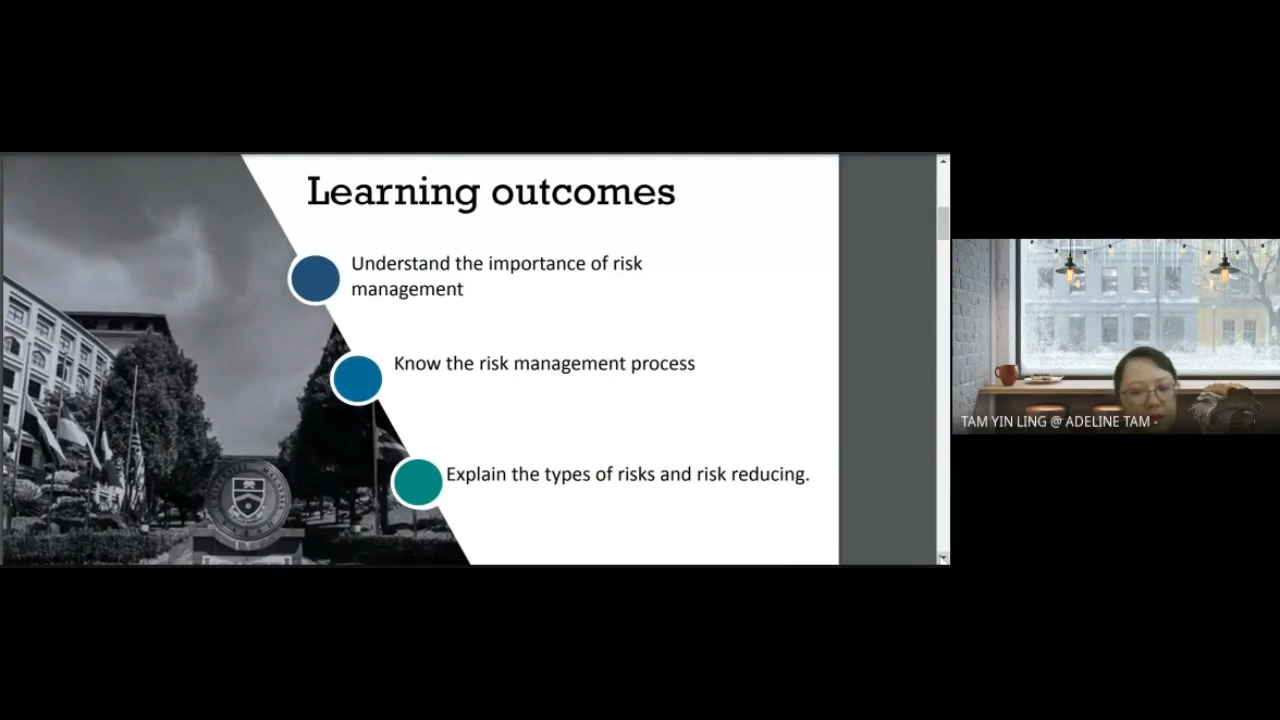 Learning outcomes
Understand the importance of risk
management
Know the risk management process
Explain the types of risks and risk reducing.
TAM YIN LING @ ADELINE TAM -